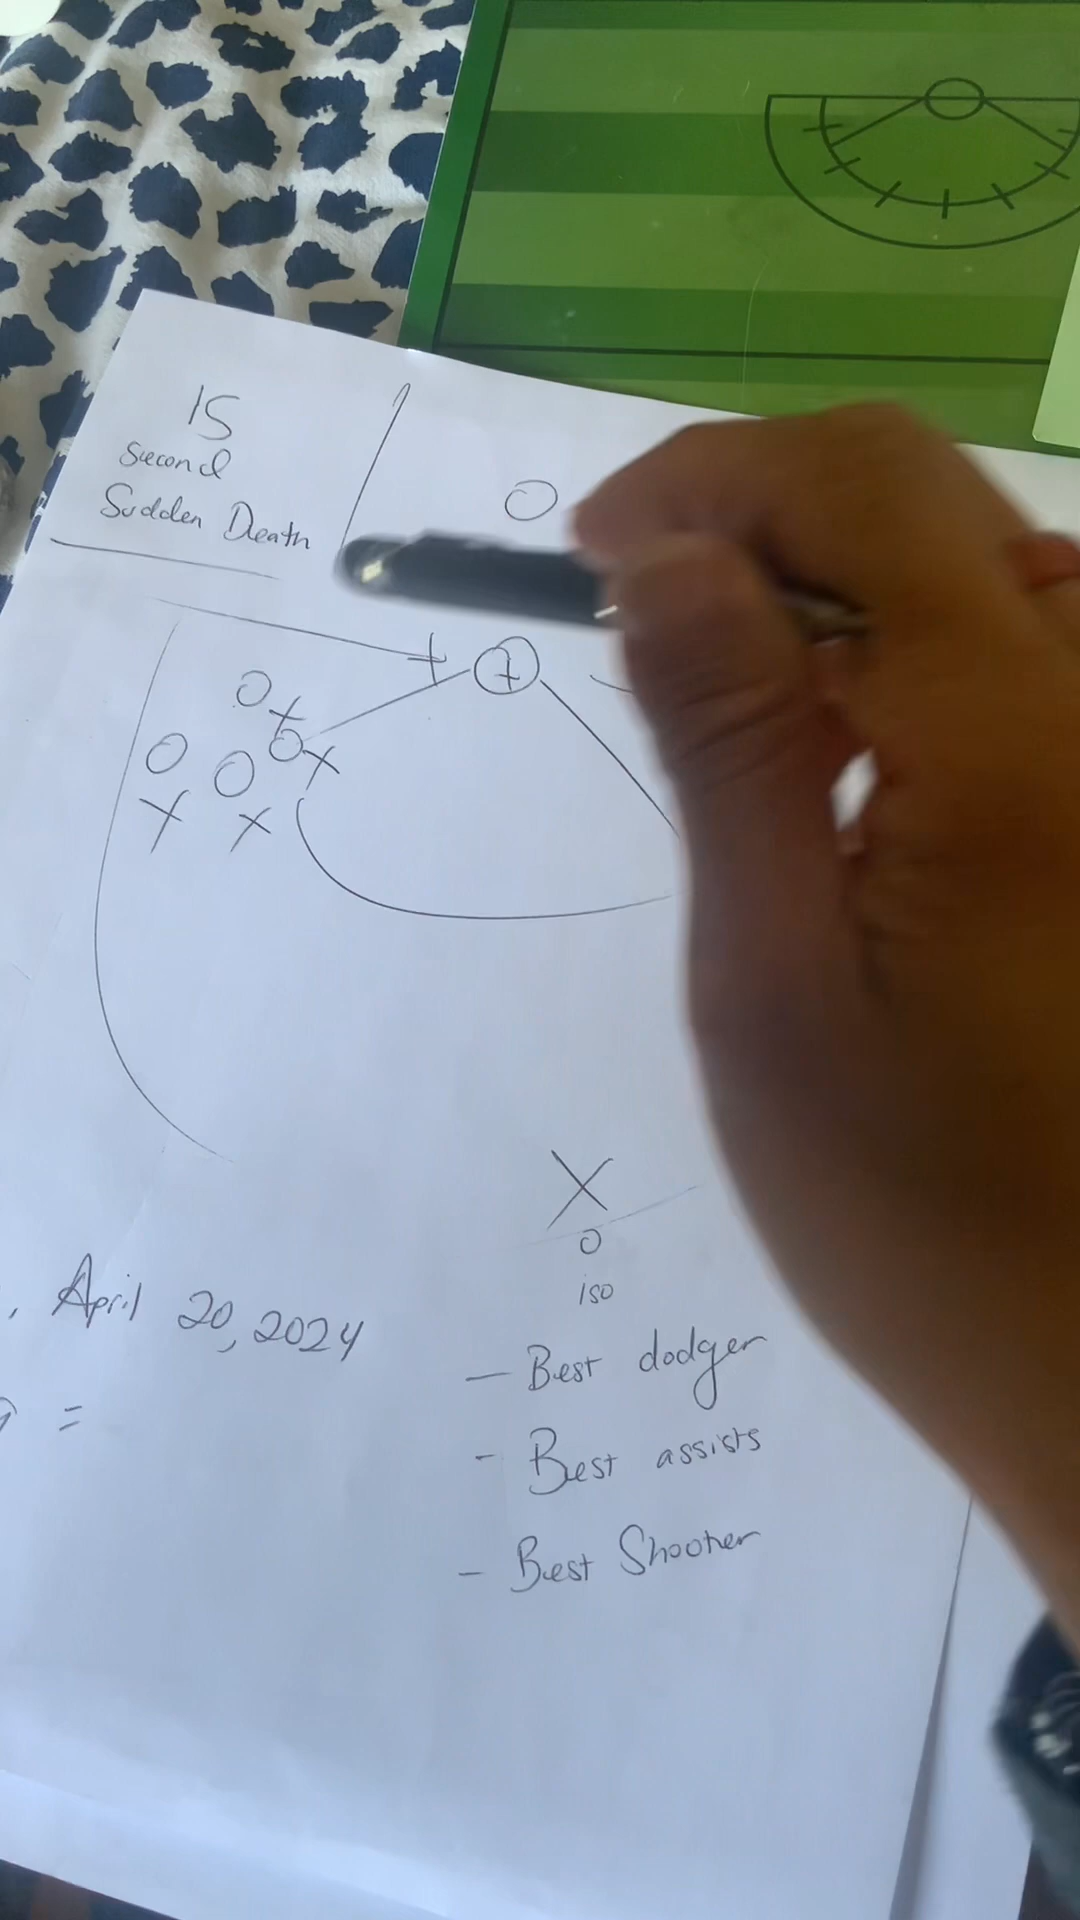 15
Second
Sudden Death
O
+
O +
O O O x
x x
X
O
iso
, April 20, 2024
=
- Best dodger
- Best assists
- Best Shooter